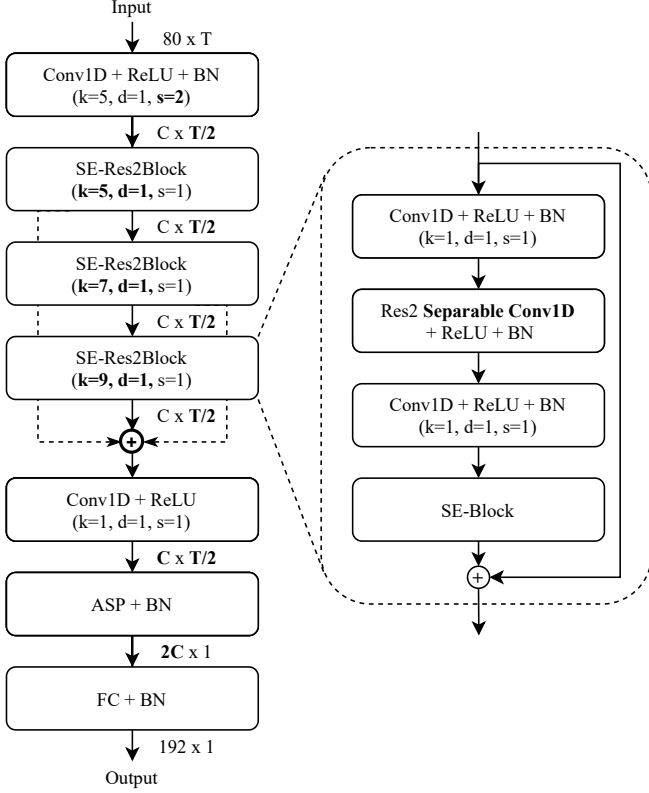 Input
80 x T
Conv1D + ReLU + BN
(k=5, d=1, s=2)
C x T/2
SE-Res2Block
(k=5, d=1, s=1)
C x T/2
SE-Res2Block
(k=7, d=1, s=1)
C x T/2
SE-Res2Block
(k=9, d=1, s=1)
C x T/2
+
Conv1D + ReLU
(k=1, d=1, s=1)
C x T/2
ASP + BN
2C x 1
FC + BN
192 x 1
Output
Conv1D + ReLU + BN
(k=1, d=1, s=1)
Res2 Separable Conv1D
+ ReLU + BN
Conv1D + ReLU + BN
(k=1, d=1, s=1)
SE-Block
+